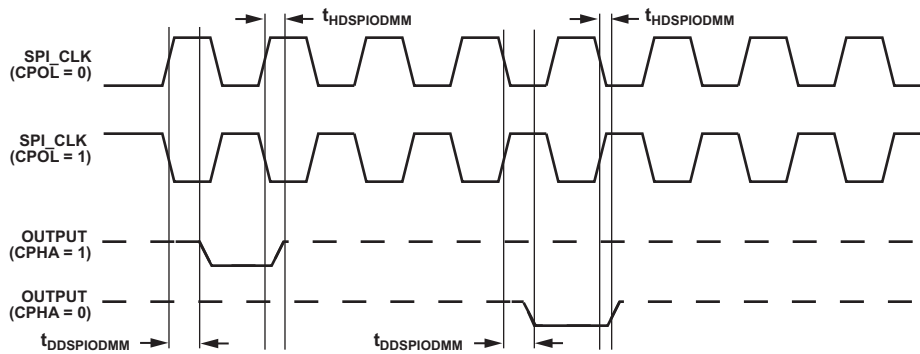 tHDSPIODMM
tHDSPIODMM
SPI_CLK
(CPOL = 0)
SPI_CLK
(CPOL = 1)
OUTPUT
(CPHA = 1)
OUTPUT
(CPHA = 0)
tDDSPIODMM
tDDSPIODMM